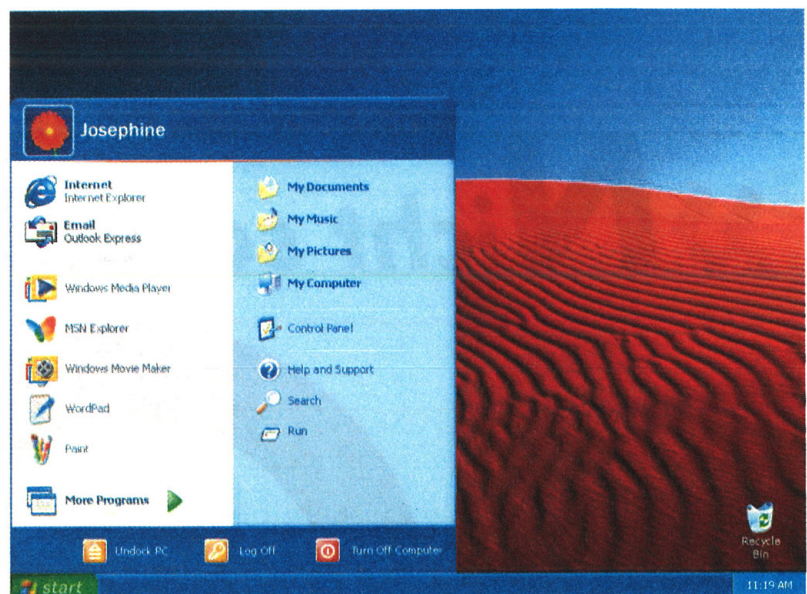 Josephine
Internet
Internet Explorer
Email
Outlook Express
Windows Media Player
MSN Explorer
Windows Movie Maker
WordPad
Paint
More Programs
My Documents
My Music
My Pictures
My Computer
Control Panel
Help and Support
Search
Run
Undock PC
Log Off
Turn Off Computer
Recycle
Bin
start
11:19 AM